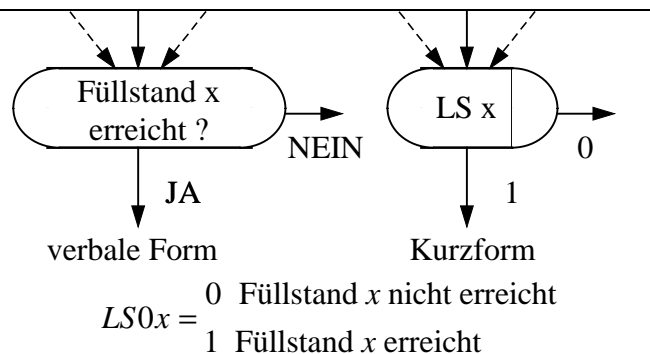 Füllstand x
erreicht ?
LS x
NEIN
0
JA
1
verbale Form
Kurzform
LS0x =
0 Füllstand x nicht erreicht
1 Füllstand x erreicht